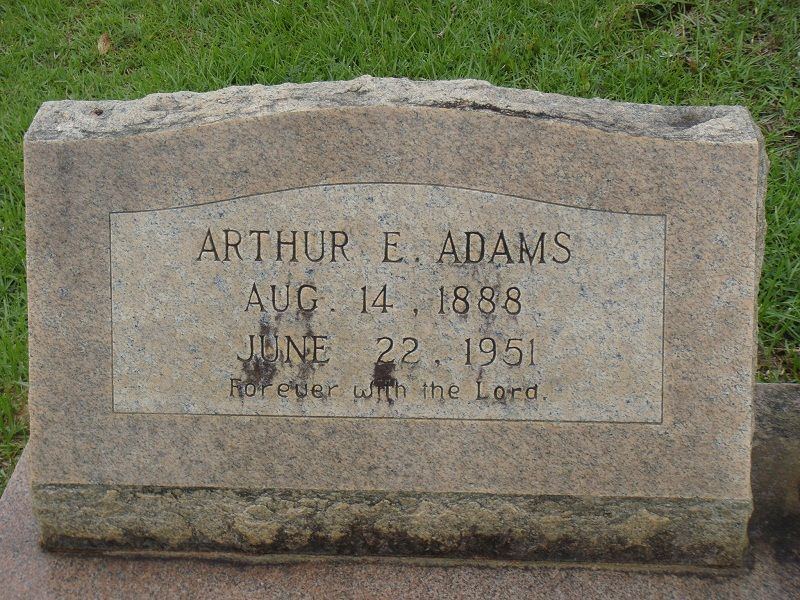 ARTHUR E. ADAMS
AUG. 14, 1888
JUNE 22, 1951
Forever with the Lord.